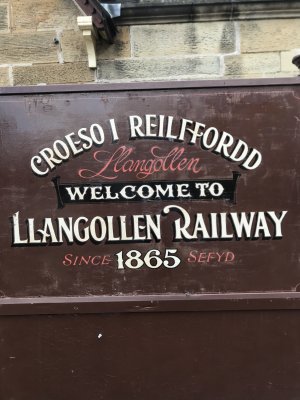 CROESO I REILFFORDD
Llangollen
WELCOME TO
LLANGOLLEN RAILWAY
SINCE 1865 SEFYD